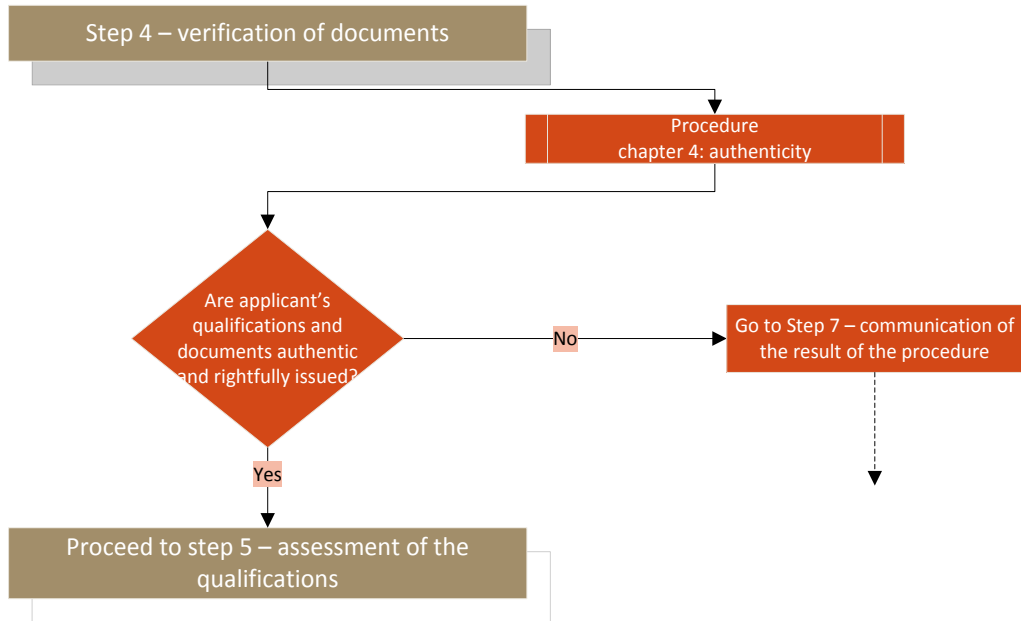 Step 4 – verification of documents
Procedure
chapter 4: authenticity
Are applicant’s
qualifications and
documents authentic
and rightfully issued?
No
Go to Step 7 – communication of
the result of the procedure
Yes
Proceed to step 5 – assessment of the
qualifications